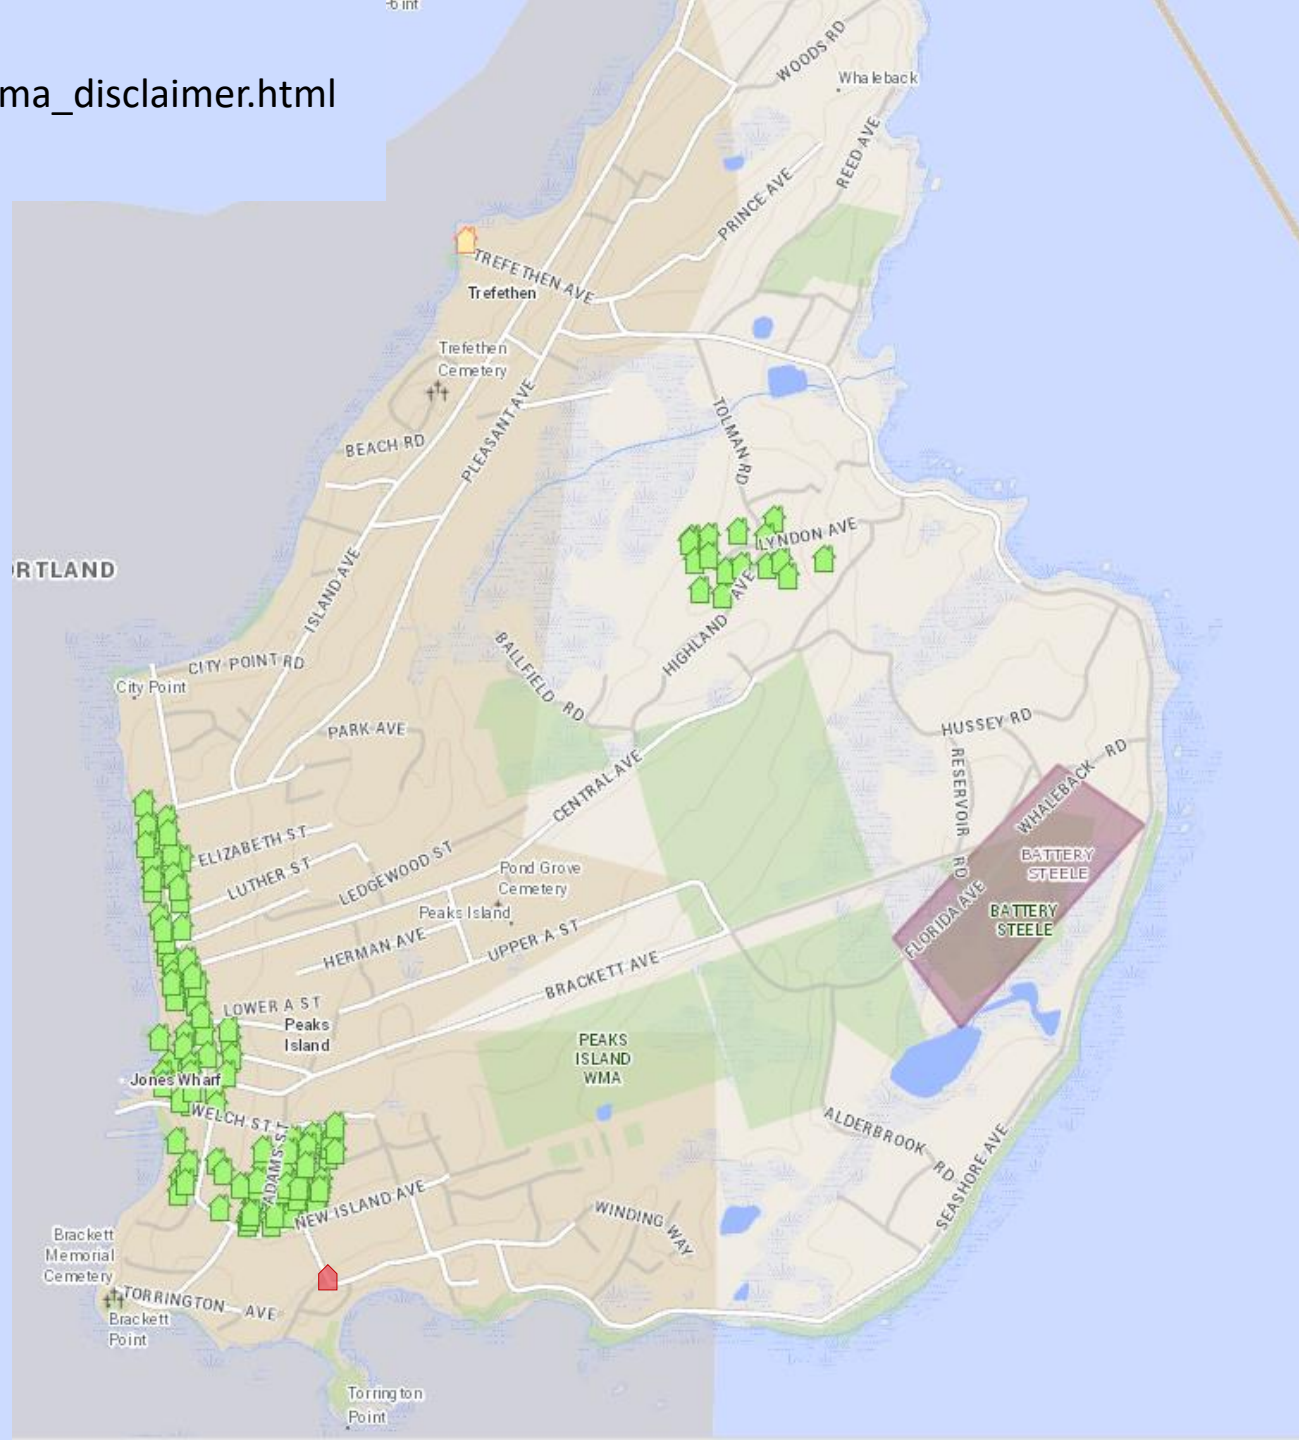 -6 int
WOODS RD
Whaleback
ma_disclaimer.html
REED AVE
PRINCE AVE
TREFETHEN AVE
Trefethen
Trefethen
Cemetery
PLEASANT AVE
TOLMAN RD
BEACH RD
LYNDON AVE
RTLAND
ISLAND AVE
HIGHLAND AVE
BALLFIELD RD
CITY POINT RD
City Point
PARK AVE
HUSSEY RD
WHALEBACK RD
RESERVOIR RD
CENTRAL AVE
ELIZABETH ST
LUTHER ST
LEDGEWOOD ST
Pond Grove
Cemetery
BATTERY
STEELE
FLORIDA AVE
BATTERY
STEELE
Peaks Island
HERMAN AVE
UPPER A ST
BRACKETT AVE
LOWER A ST
Peaks
Island
PEAKS
ISLAND
WMA
Jones Wharf
WELCH ST
ADAMS ST
ALDERBROOK RD
SEASHORE AVE
NEW ISLAND AVE
WINDING WAY
Brackett
Memorial
Cemetery
TORRINGTON AVE
Brackett
Point
Torrington
Point